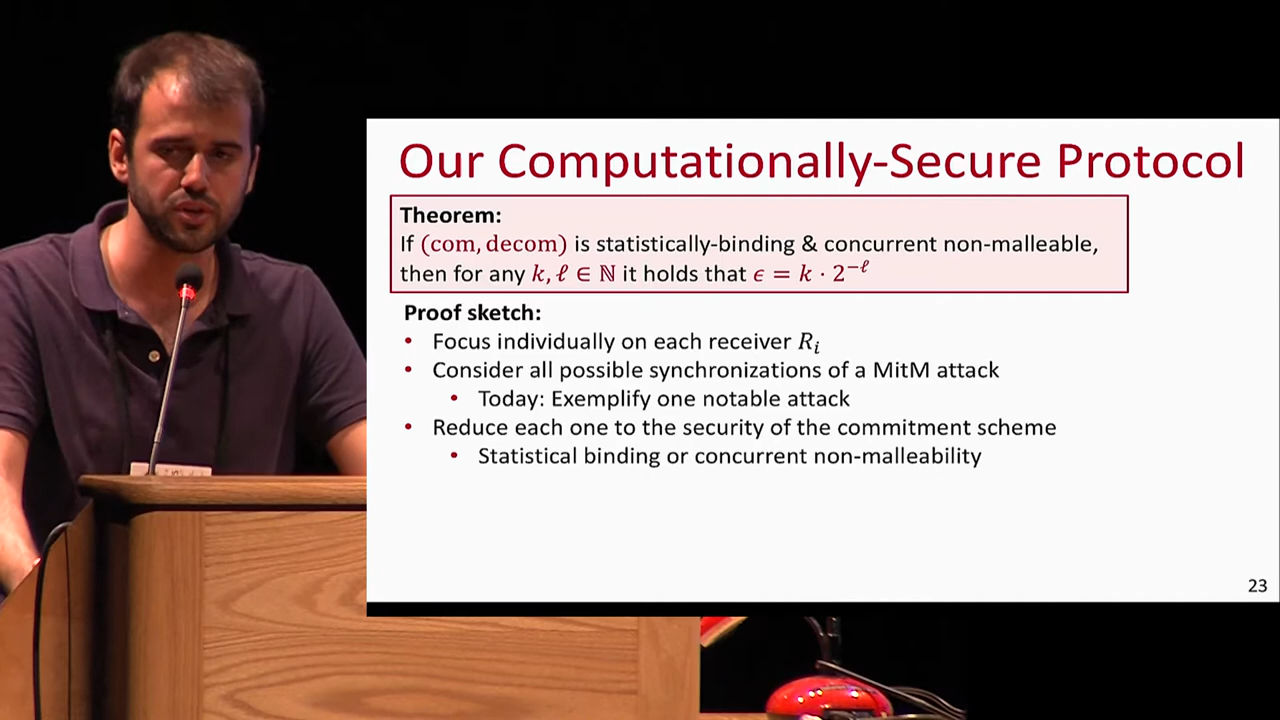 Our Computationally-Secure Protocol
Theorem:
If (com, decom) is statistically-binding & concurrent non-malleable,
then for any k, ℓ ∈ ℕ it holds that ϵ = k · 2^{-ℓ}
Proof sketch:
• Focus individually on each receiver R_i
• Consider all possible synchronizations of a MitM attack
• Today: Exemplify one notable attack
• Reduce each one to the security of the commitment scheme
• Statistical binding or concurrent non-malleability
23